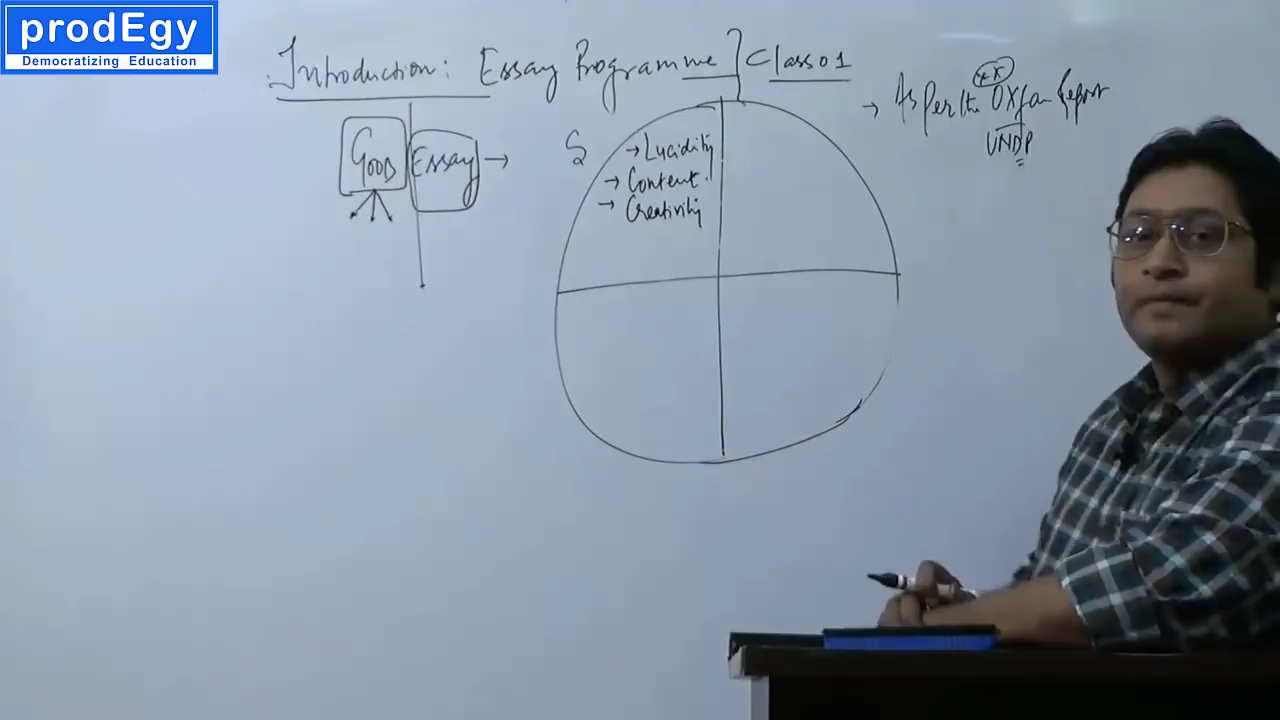 prodEgy
Democratizing Education
Introduction: Essay Programme Class 01
→ As Per the OXfam Report
UNDP
GOOD Essay →
S
→ Lucidity
→ Content.
→ Creativity